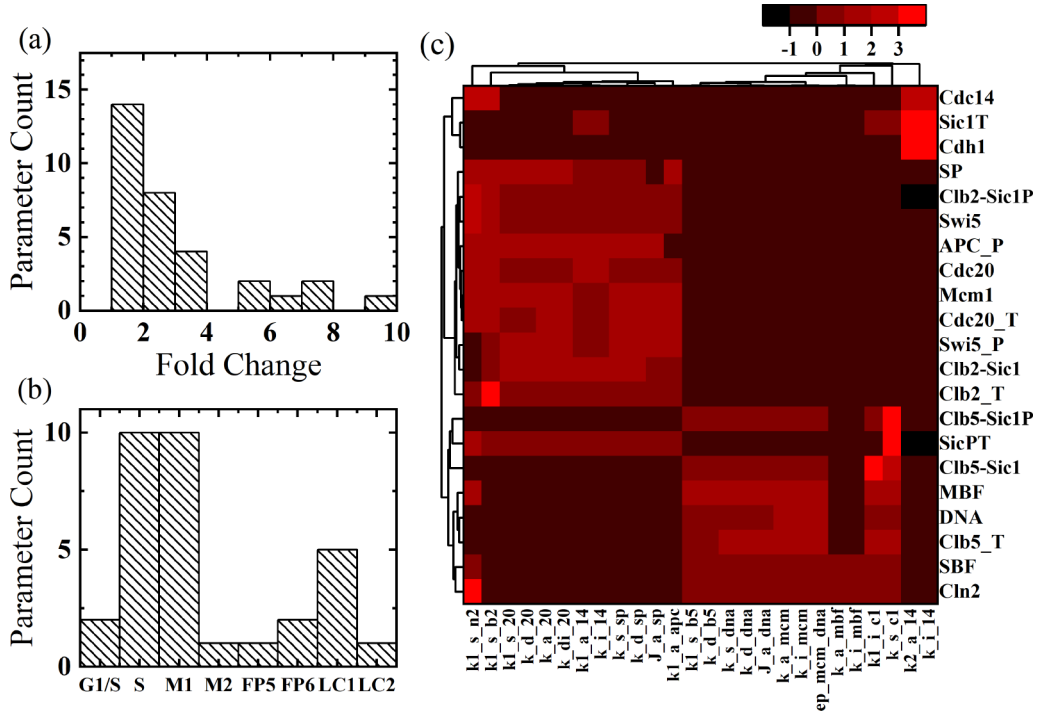 (a)
Parameter Count
15
10
5
0
0 2 4 6 8 10
Fold Change
(b)
Parameter Count
10
5
0
G1/S S M1 M2 FP5 FP6 LC1 LC2
(c)
-1 0 1 2 3
Cdc14
Sic1T
Cdh1
SP
Clb2-Sic1P
Swi5
APC_P
Cdc20
Mcm1
Cdc20_T
Swi5_P
Clb2-Sic1
Clb2_T
Clb5-Sic1P
SicPT
Clb5-Sic1
MBF
DNA
Clb5_T
SBF
Cln2
k1_s_n2
k1_s_b2
k1_s_20
k_d_20
k_a_20
k_di_20
k1_a_14
k_i_14
k_s_sp
k_d_sp
J_a_sp
k1_a_apc
k1_s_b5
k_d_b5
k_s_dna
k_d_dna
J_a_dna
k_a_mcm
k_i_mcm
ep_mcm_dna
k_a_mbf
k_i_mbf
k1_i_c1
k_s_c1
k2_a_14
k_i_14